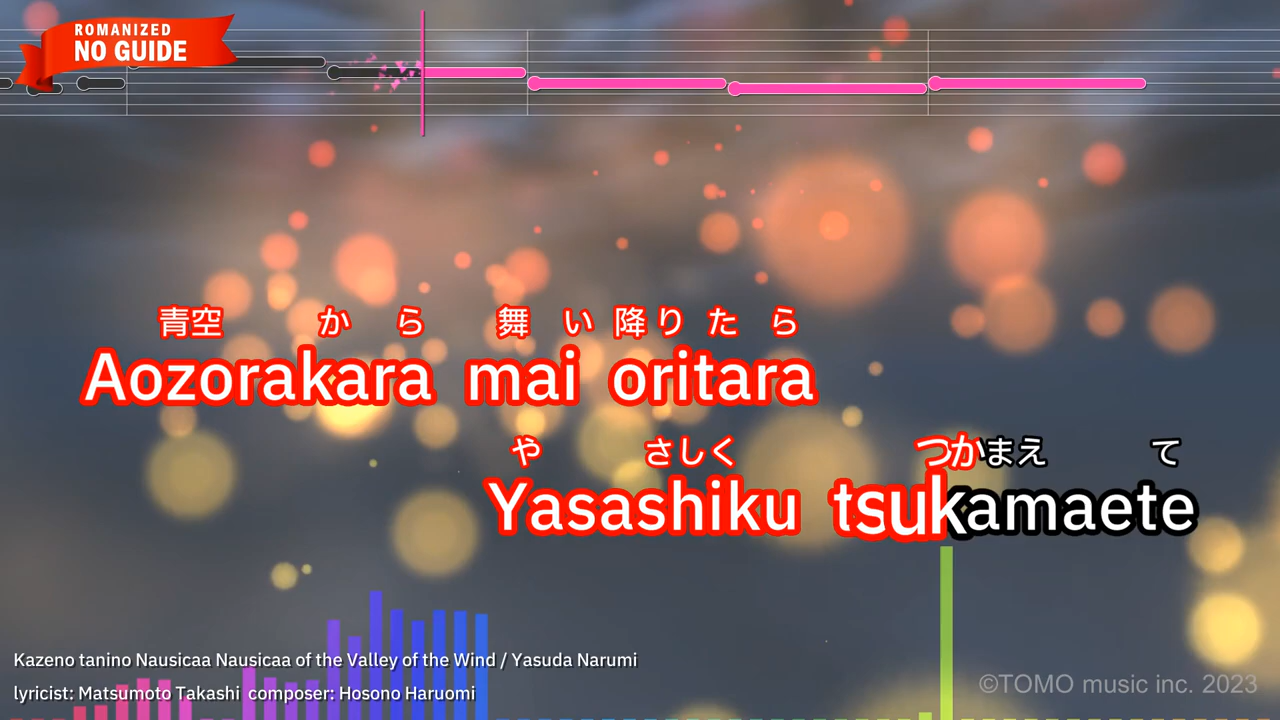 ROMANIZED
NO GUIDE
青空 から 舞い 降りたら
Aozorakara mai oritara
やさしく つかまえて
Yasashiku tsukamaete
Kazeno tanino Nausicaa Nausicaa of the Valley of the Wind / Yasuda Narumi
lyricist: Matsumoto Takashi composer: Hosono Haruomi
©TOMO music inc. 2023